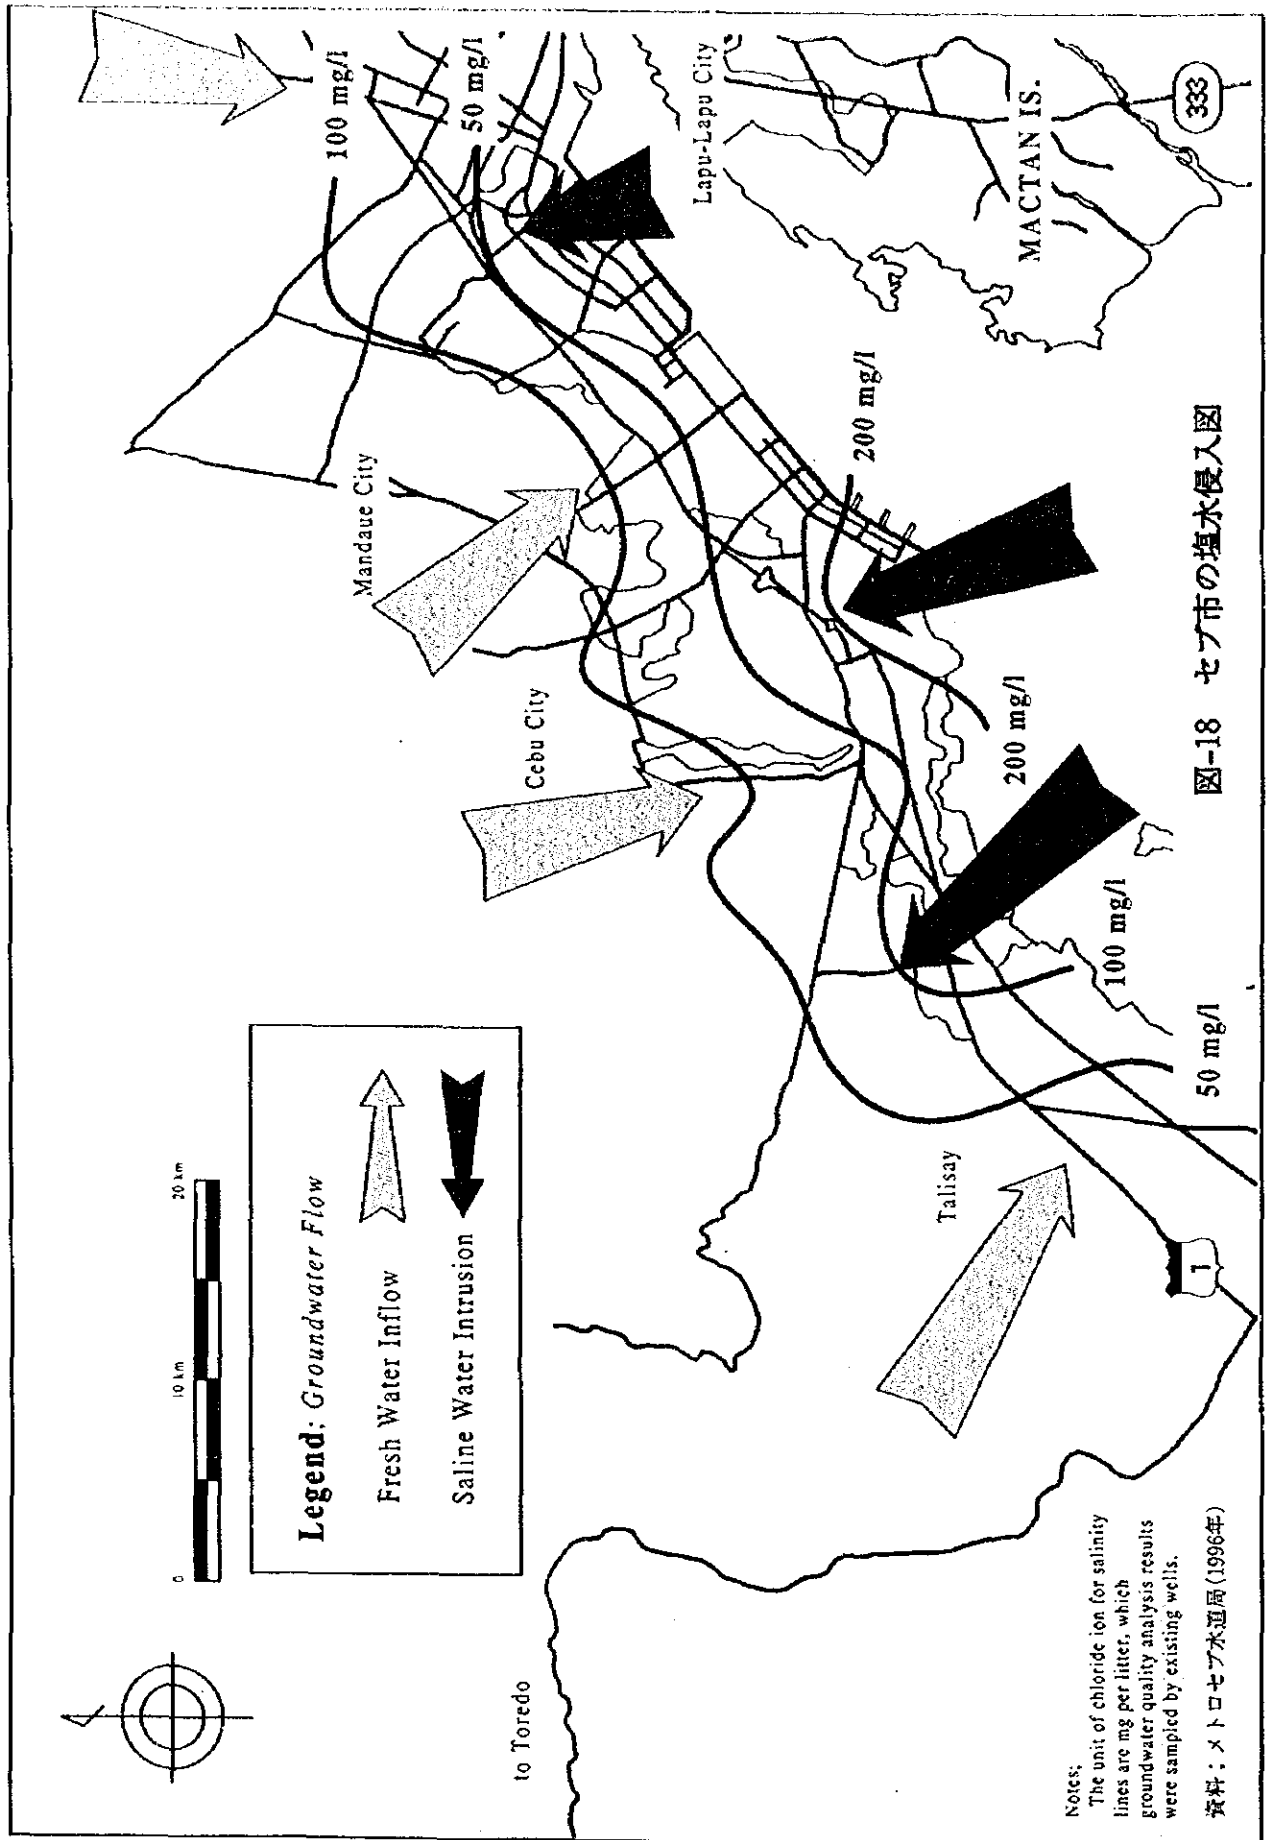 0
10 km
20 km
Legend: Groundwater Flow
Fresh Water Inflow
Saline Water Intrusion
to Toredo
Mandaue City
Cebu City
Talisay
Lapu-Lapu City
MACTAN IS.
100 mg/l
50 mg/l
200 mg/l
200 mg/l
100 mg/l
50 mg/l
1
333
Notes;
The unit of chloride ion for salinity
lines are mg per litter, which
groundwater quality analysis results
were sampled by existing wells.
資料；メトロセブ水道局(1996年)
図-18 セブ市の塩水侵入図